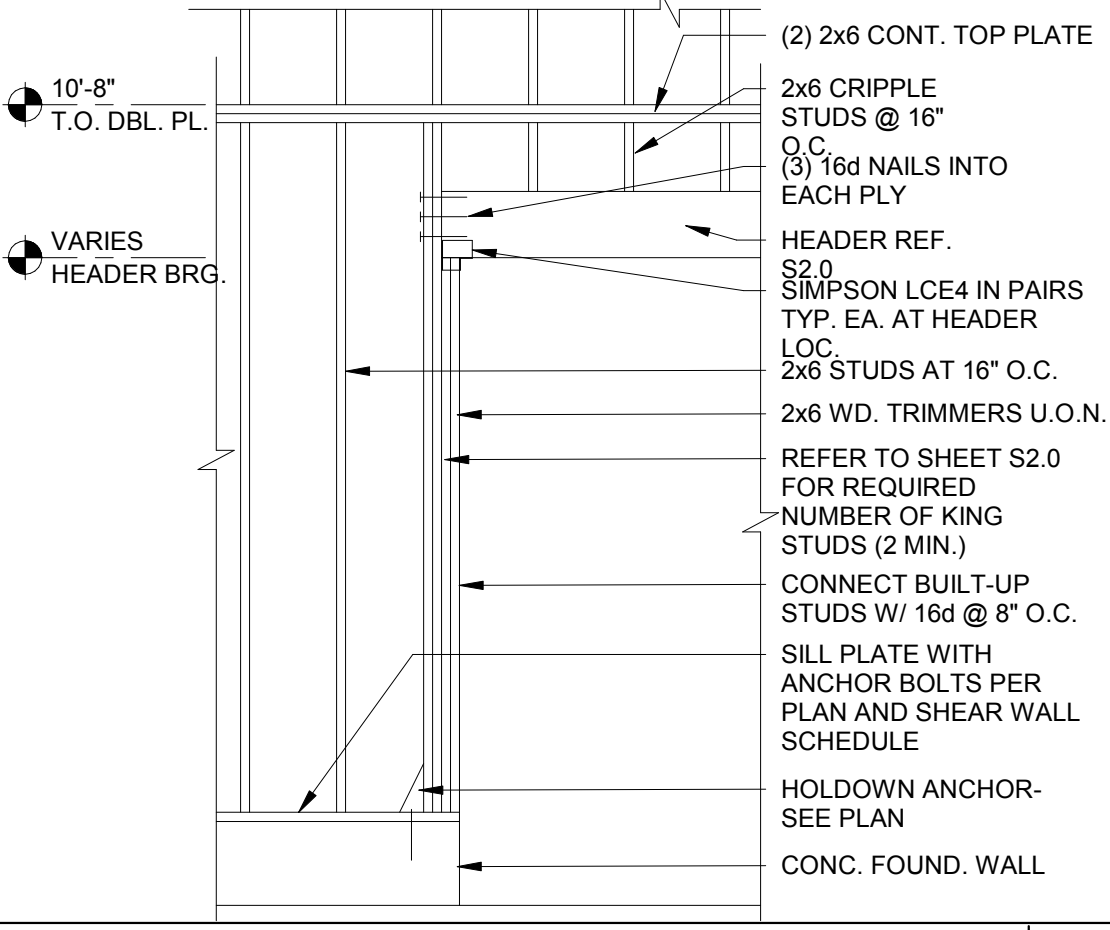 10'-8"
T.O. DBL. PL.
VARIES
HEADER BRG.
(2) 2x6 CONT. TOP PLATE
2x6 CRIPPLE
STUDS @ 16"
O.C.
(3) 16d NAILS INTO
EACH PLY
HEADER REF.
S2.0
SIMPSON LCE4 IN PAIRS
TYP. EA. AT HEADER
LOC.
2x6 STUDS AT 16" O.C.
2x6 WD. TRIMMERS U.O.N.
REFER TO SHEET S2.0
FOR REQUIRED
NUMBER OF KING
STUDS (2 MIN.)
CONNECT BUILT-UP
STUDS W/ 16d @ 8" O.C.
SILL PLATE WITH
ANCHOR BOLTS PER
PLAN AND SHEAR WALL
SCHEDULE
HOLDOWN ANCHOR-
SEE PLAN
CONC. FOUND. WALL